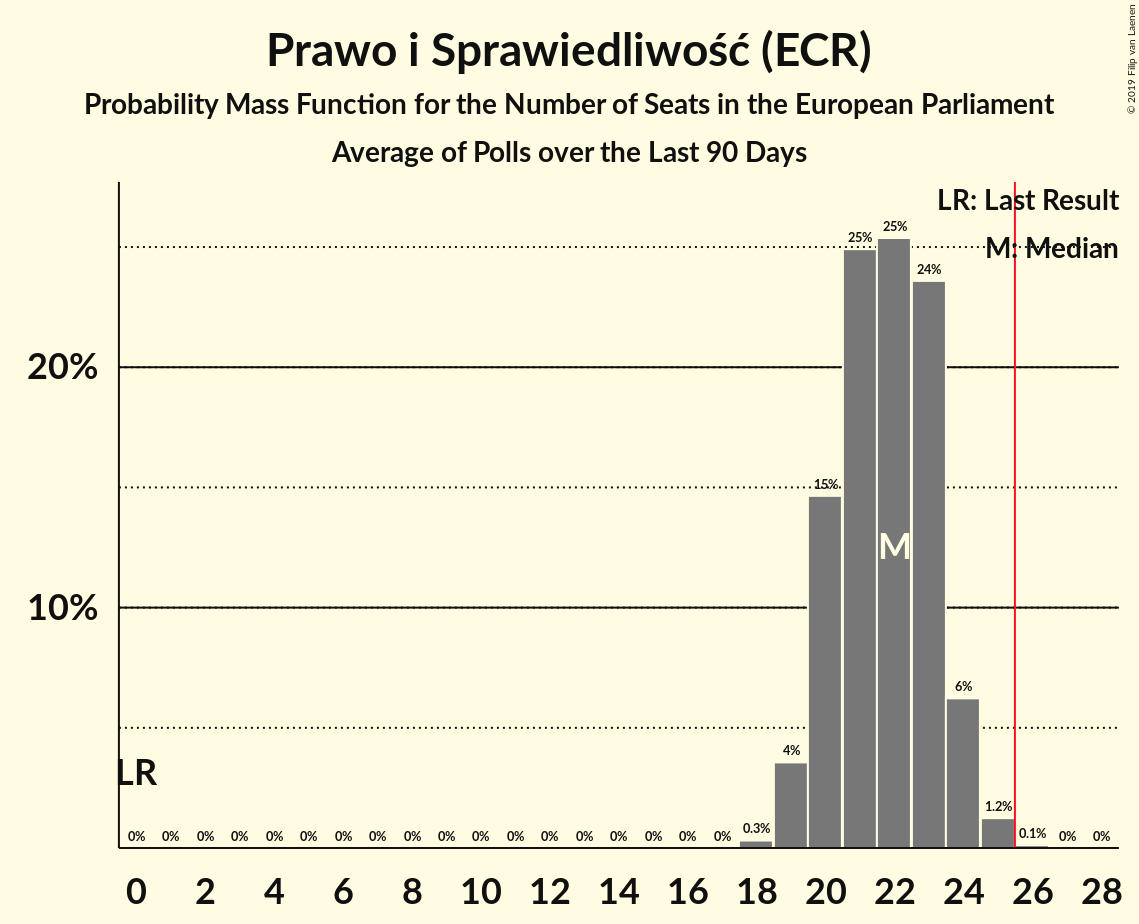 Prawo i Sprawiedliwość (ECR)
Probability Mass Function for the Number of Seats in the European Parliament
Average of Polls over the Last 90 Days
© 2019 Filip van Laenen
LR: Last Result
M: Median
25% 25% 24%
20%
15%
M
10%
6%
4%
LR
0% 0% 0% 0% 0% 0% 0% 0% 0% 0% 0% 0% 0% 0% 0% 0% 0% 0% 0.3% 1.2% 0.1% 0% 0%
0 2 4 6 8 10 12 14 16 18 20 22 24 26 28